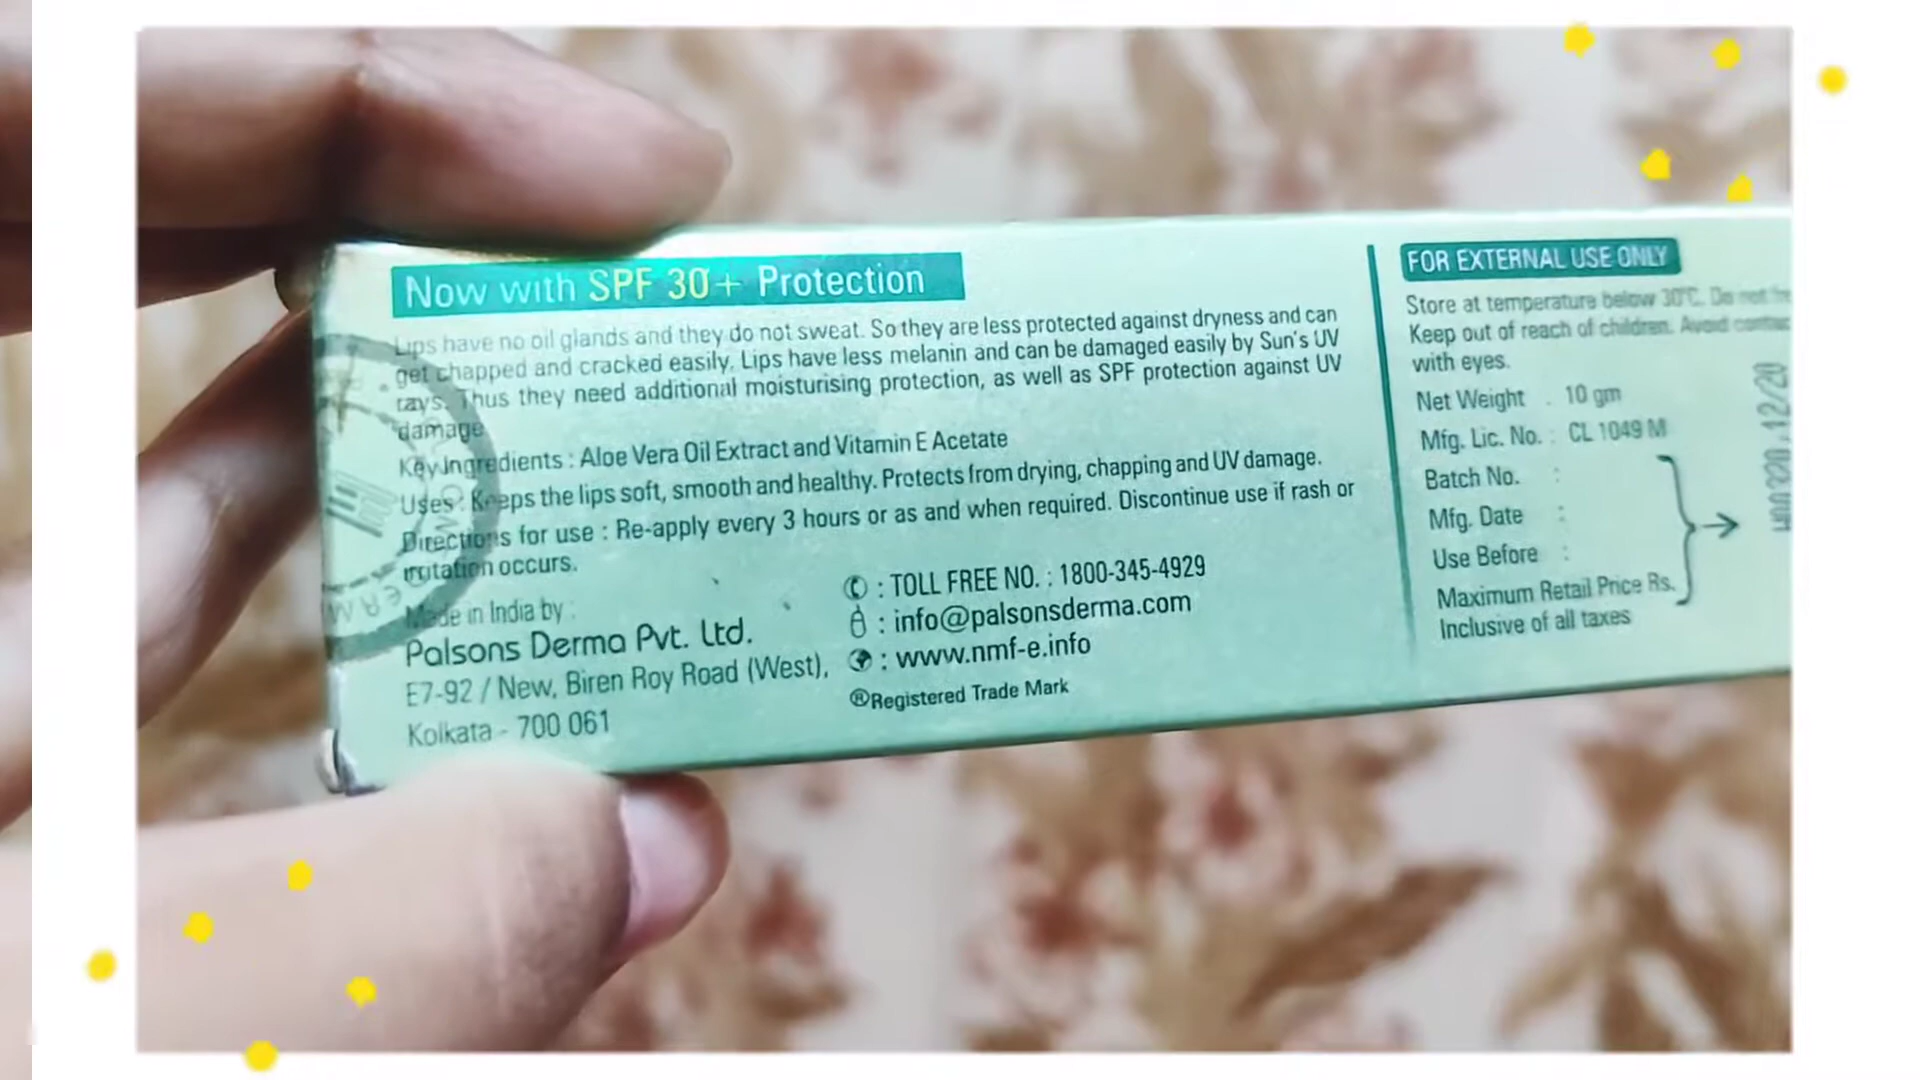 Now with SPF 30+ Protection
Lips have no oil glands and they do not sweat. So they are less protected against dryness and can
get chapped and cracked easily. Lips have less melanin and can be damaged easily by Sun's UV
rays. Thus they need additional moisturising protection, as well as SPF protection against UV
damage
Key Ingredients : Aloe Vera Oil Extract and Vitamin E Acetate
Uses : Keeps the lips soft, smooth and healthy. Protects from drying, chapping and UV damage.
Directions for use : Re-apply every 3 hours or as and when required. Discontinue use if rash or
irritation occurs.
Made in India by :
Palsons Derma Pvt. Ltd.
E7-92 / New, Biren Roy Road (West),
Kolkata - 700 061
: TOLL FREE NO. : 1800-345-4929
: info@palsonsderma.com
: www.nmf-e.info
®Registered Trade Mark
FOR EXTERNAL USE ONLY
Store at temperature below 30°C. Do not
Keep out of reach of children. Avoid
with eyes.
Net Weight : 10 gm
Mfg. Lic. No. : CL 1049 M
Batch No. :
Mfg. Date :
Use Before :
Maximum Retail Price Rs.
Inclusive of all taxes
12/20